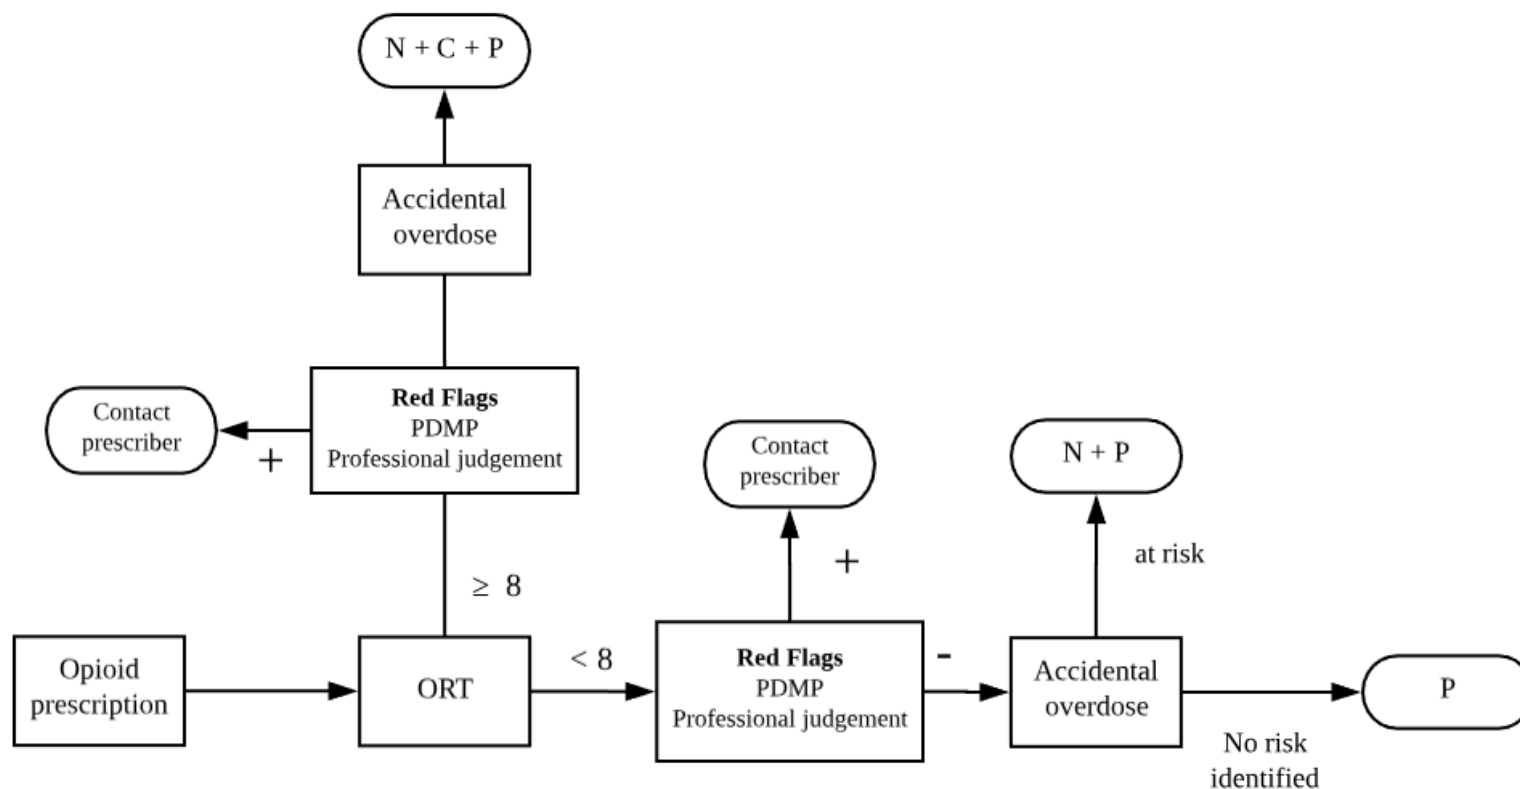 N + C + P
Accidental
overdose
Contact
prescriber
+
Red Flags
PDMP
Professional judgement
≥ 8
Opioid
prescription
ORT
< 8
Contact
prescriber
+
Red Flags
PDMP
Professional judgement
-
N + P
at risk
Accidental
overdose
P
No risk
identified